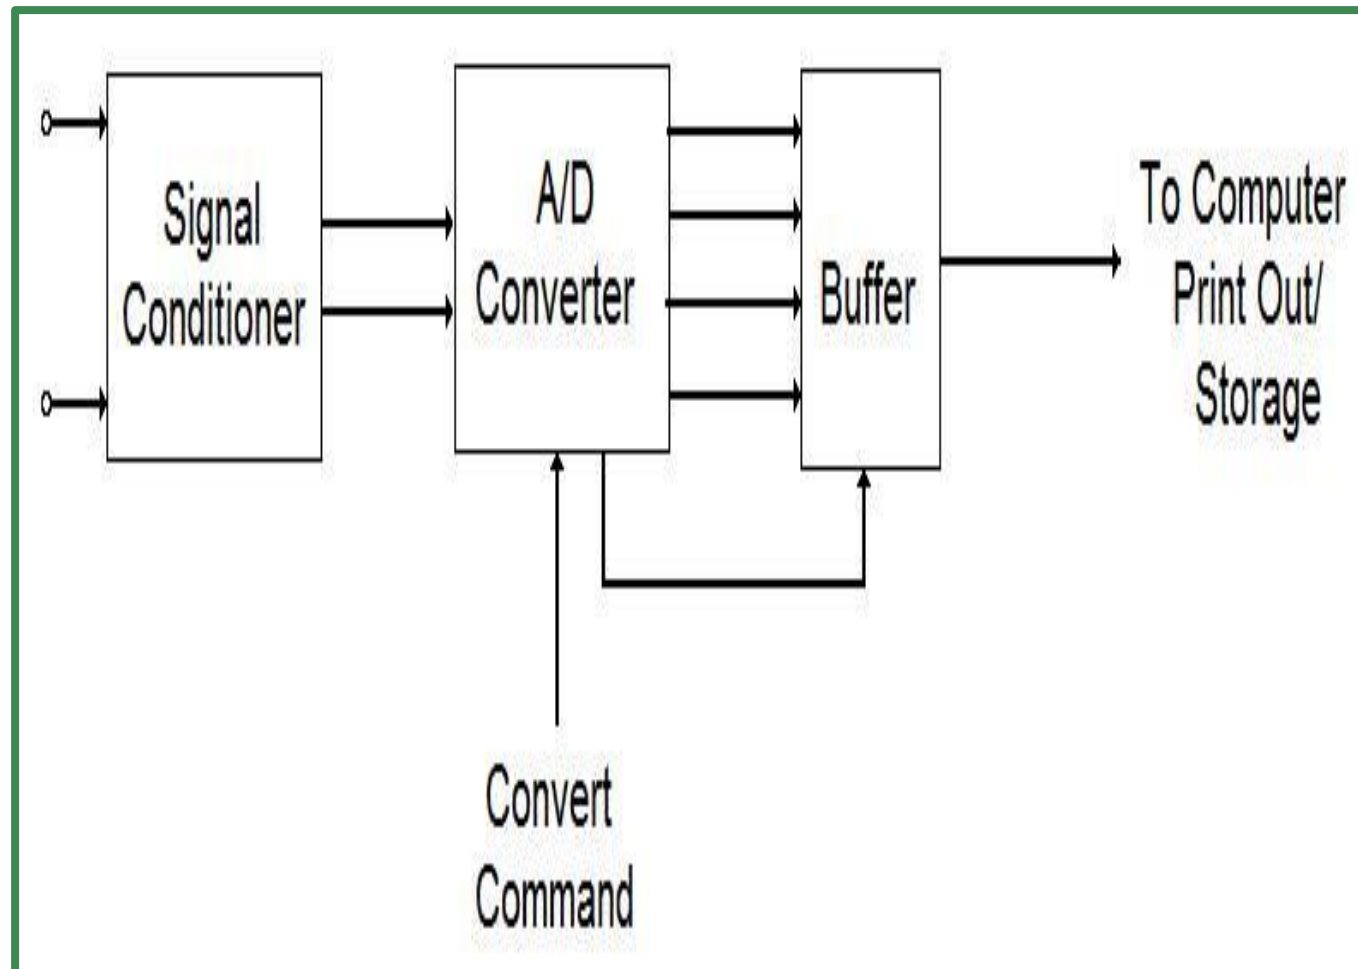 Signal
Conditioner
A/D
Converter
Buffer
To Computer
Print Out/
Storage
Convert
Command